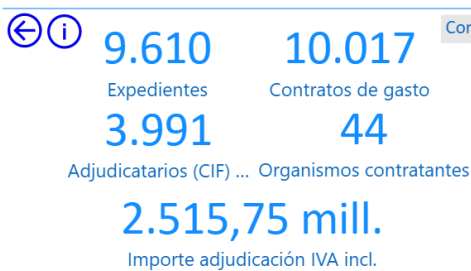 9.610 10.017
Expedientes Contratos de gasto
3.991 44
Adjudicatarios (CIF) ... Organismos contratantes
2.515,75 mill.
Importe adjudicación IVA incl.